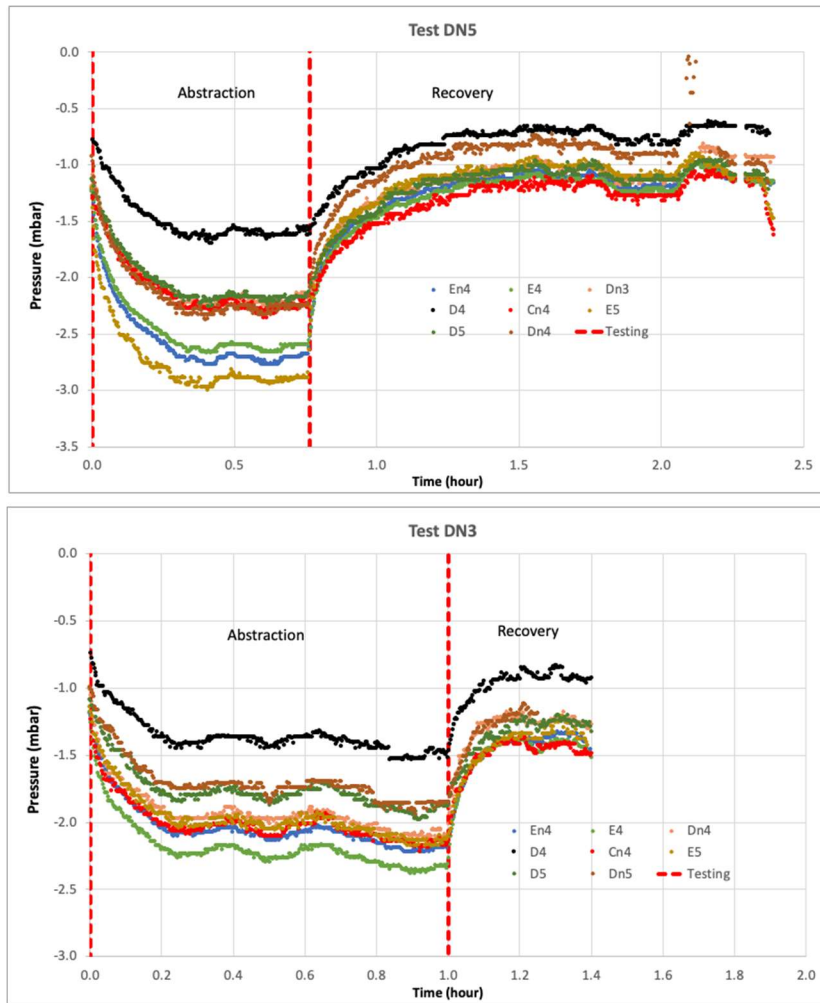 Test DN5
0.0
Abstraction Recovery
-0.5
-1.0
-1.5
-2.0
-2.5
-3.0
-3.5
Pressure (mbar)
En4 E4 Dn3
D4 Cn4 E5
D5 Dn4 Testing
0.0 0.5 1.0 1.5 2.0 2.5
Time (hour)
Test DN3
0.0
-0.5
Abstraction Recovery
-1.0
-1.5
-2.0
-2.5
-3.0
Pressure (mbar)
En4 E4 Dn4
D4 Cn4 E5
D5 Dn5 Testing
0.0 0.2 0.4 0.6 0.8 1.0 1.2 1.4 1.6 1.8 2.0
Time (hour)